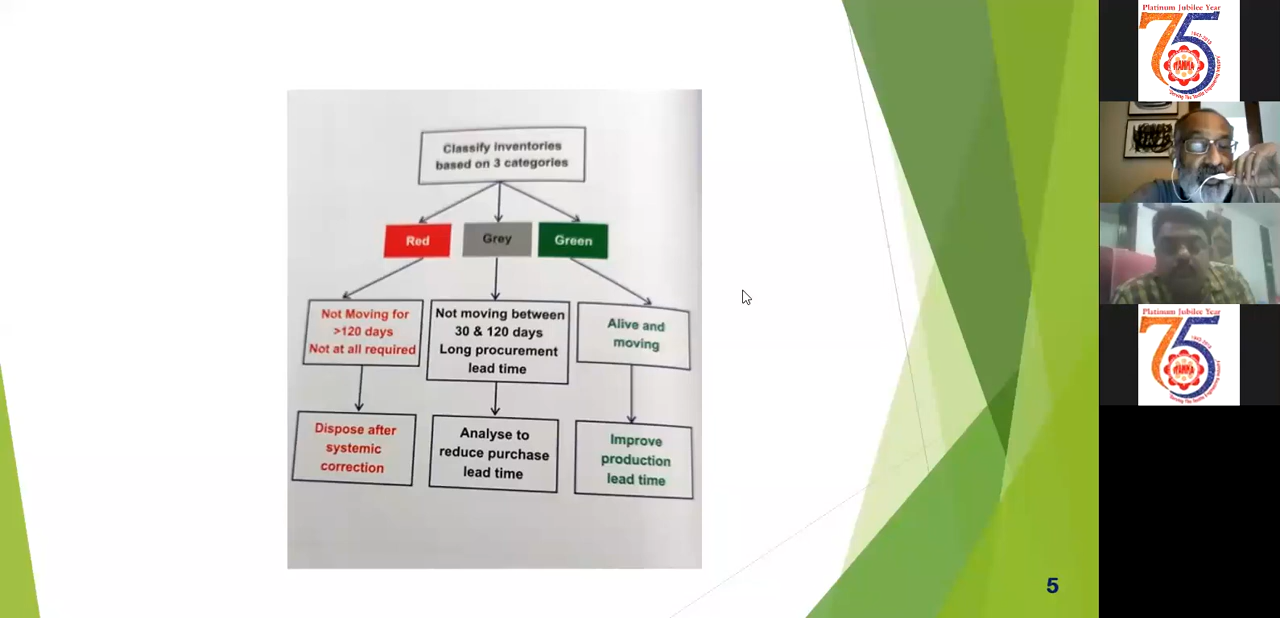 Classify Inventories
based on 3 categories
Red
Grey
Green
Not Moving for
>120 days
Not at all required
Not moving between
30 & 120 days
Long procurement
lead time
Alive and
moving
Dispose after
systemic
correction
Analyse to
reduce purchase
lead time
Improve
production
lead time
5
Platinum Jubilee Year
75
Platinum Jubilee Year
75